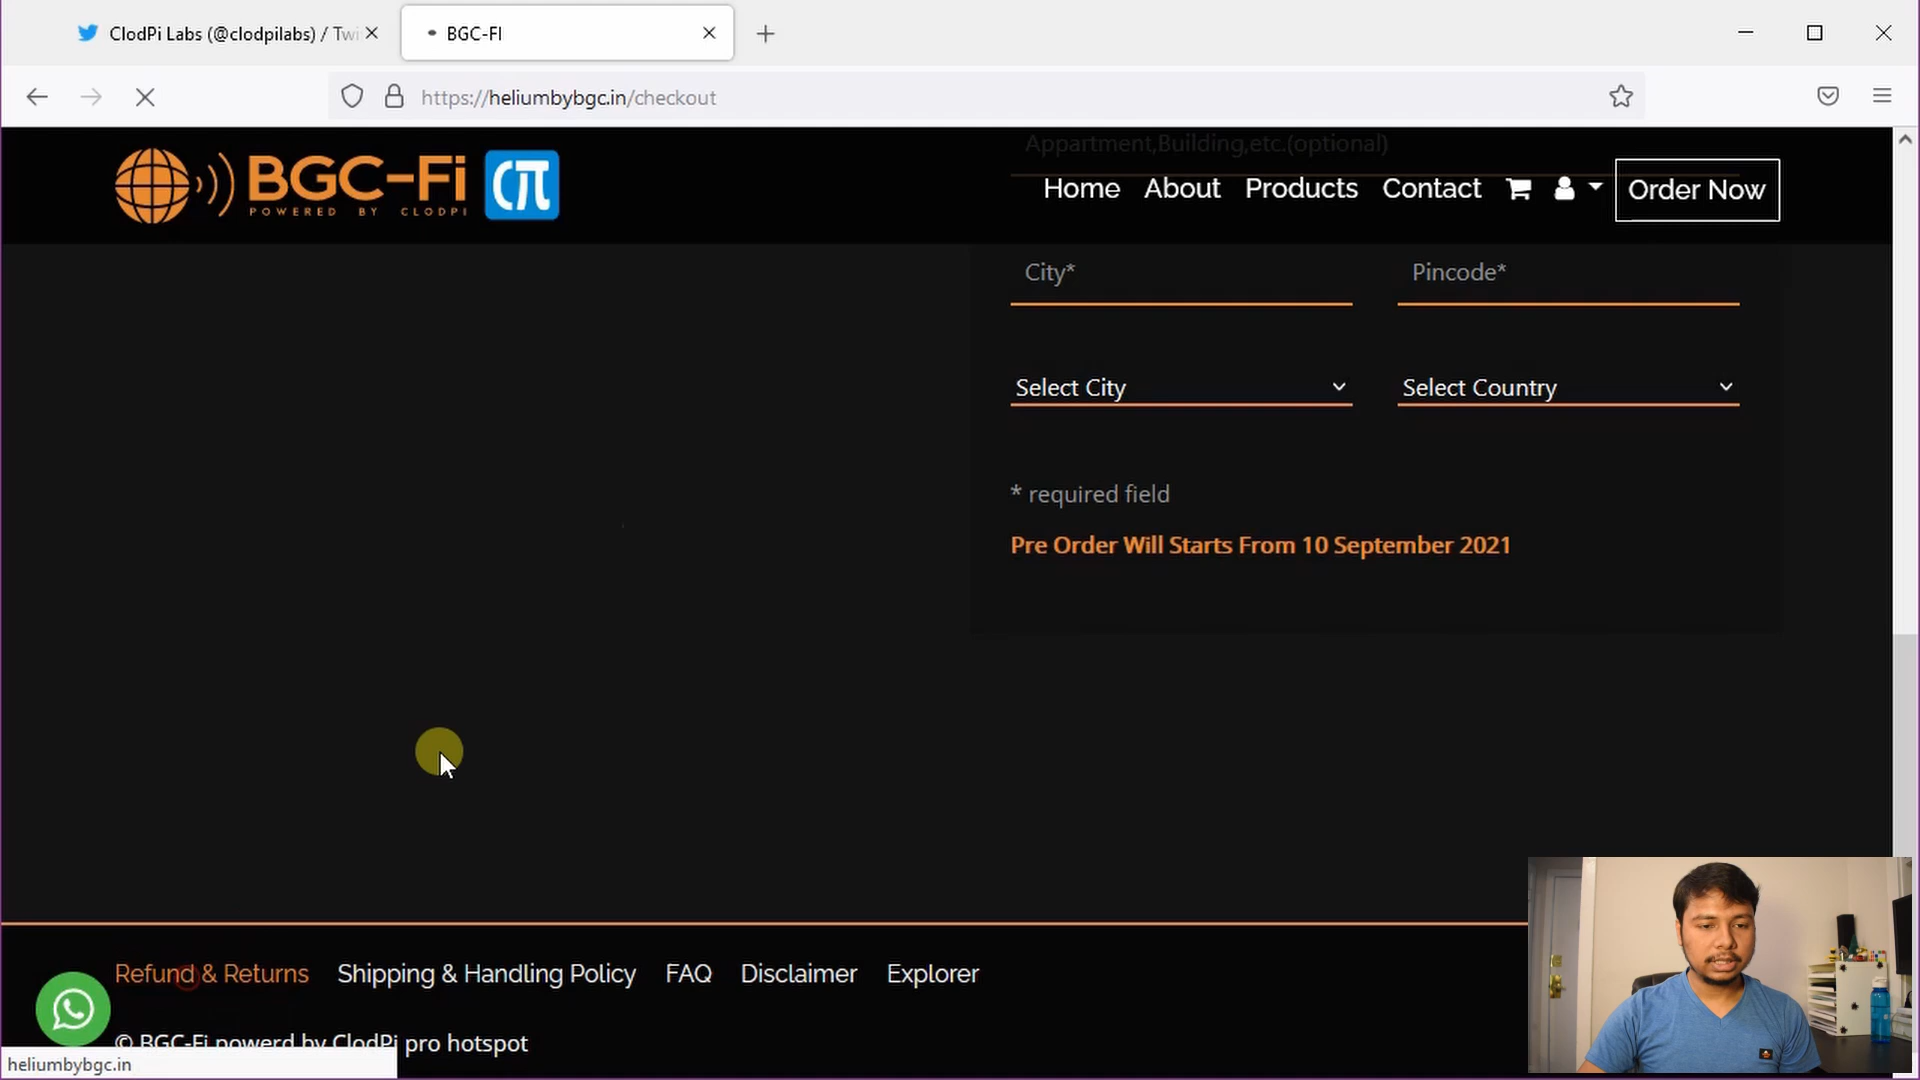 ClodPi Labs (@clodpilabs) / Twi
BGC-FI
https://heliumbybgc.in/checkout
Appartment,Building,etc.(optional)
BGC-Fi
POWERED BY CLODPI
Cπ
Home About Products Contact Order Now
City* Pincode*
Select City Select Country
* required field
Pre Order Will Starts From 10 September 2021
Refund & Returns Shipping & Handling Policy FAQ Disclaimer Explorer
© BGC-Fi powerd by ClodPi pro hotspot
heliumbybgc.in